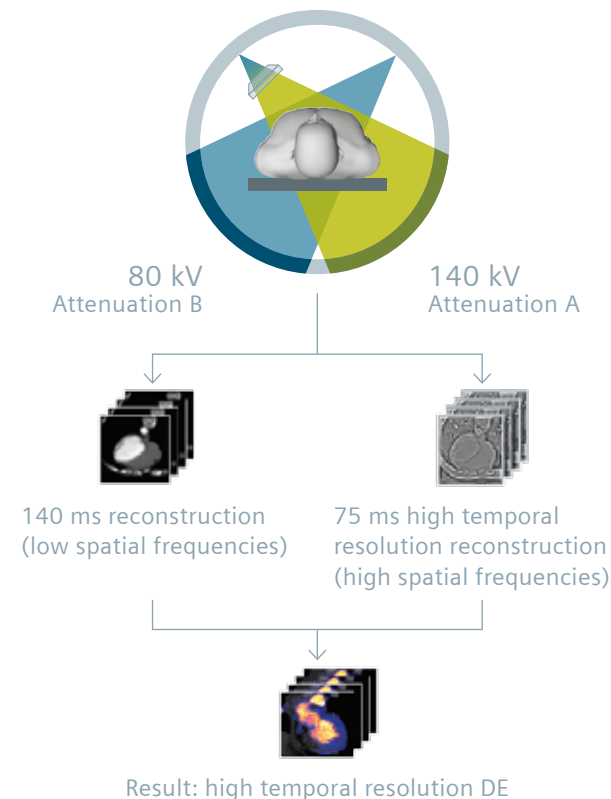 80 kV
Attenuation B
140 kV
Attenuation A
140 ms reconstruction
(low spatial frequencies)
75 ms high temporal
resolution reconstruction
(high spatial frequencies)
Result: high temporal resolution DE